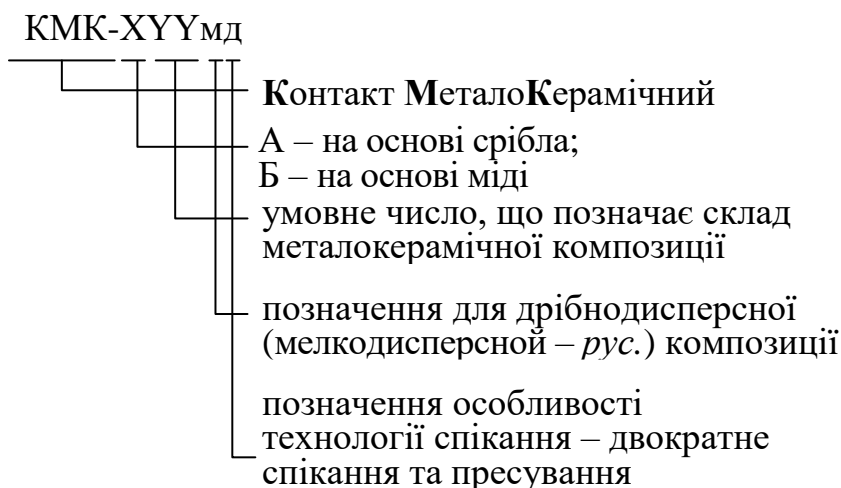 КМК-XYYмд
Контакт МеталоКерамічний
А – на основі срібла;
Б – на основі міді
умовне число, що позначає склад
металокерамічної композиції
позначення для дрібнодисперсної
(мелкодисперсной – рус.) композиції
позначення особливості
технології спікання – двократне
спікання та пресування